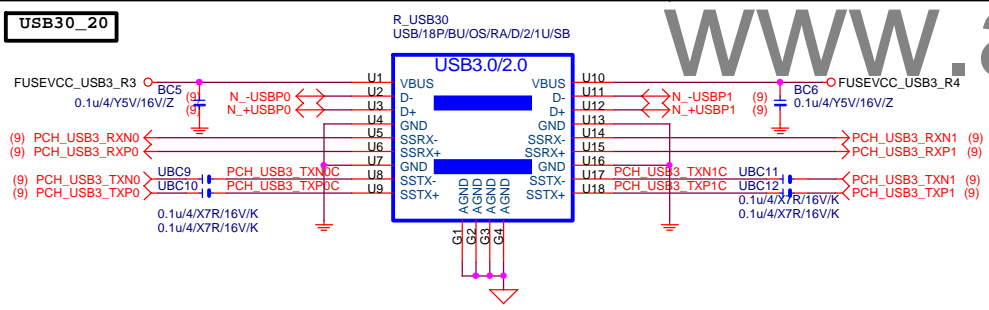 USB30_20
www.a
R_USB30
USB/18P/BU/OS/RA/D/2/1U/SB
USB3.0/2.0
FUSEVCC_USB3_R3
BC5
0.1u/4/Y5V/16V/Z
(9) N_-USBP0
(9) N_+USBP0
(9) PCH_USB3_RXN0
(9) PCH_USB3_RXP0
(9) PCH_USB3_TXN0
(9) PCH_USB3_TXP0
UBC9
UBC10
PCH_USB3_TXN0C
PCH_USB3_TXP0C
0.1u/4/X7R/16V/K
0.1u/4/X7R/16V/K
U1 VBUS
U2 D-
U3 D+
U4 GND
U5 SSRX-
U6 SSRX+
U7 GND
U8 SSTX-
U9 SSTX+
VBUS U10
D- U11
D+ U12
GND U13
SSRX- U14
SSRX+ U15
GND U16
SSTX- U17
SSTX+ U18
AGND G1
AGND G2
AGND G3
AGND G4
FUSEVCC_USB3_R4
BC6
0.1u/4/Y5V/16V/Z
N_-USBP1 (9)
N_+USBP1 (9)
PCH_USB3_RXN1 (9)
PCH_USB3_RXP1 (9)
PCH_USB3_TXN1C
PCH_USB3_TXP1C
UBC11
UBC12
PCH_USB3_TXN1 (9)
PCH_USB3_TXP1 (9)
0.1u/4/X7R/16V/K
0.1u/4/X7R/16V/K